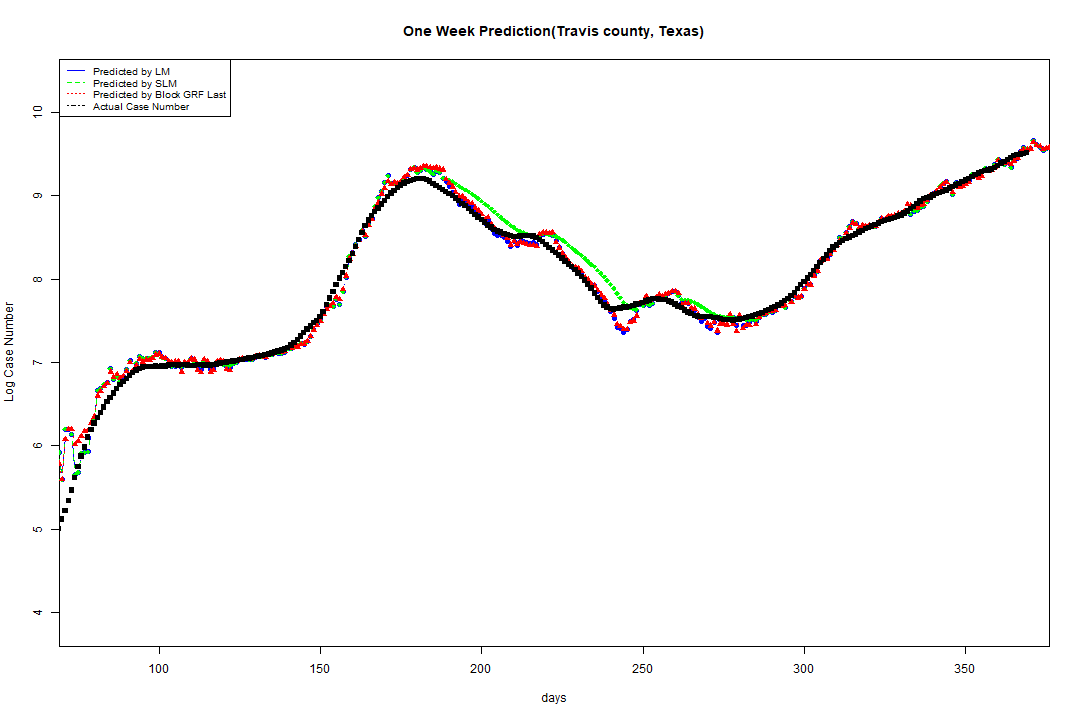 One Week Prediction(Travis county, Texas)
Predicted by LM
Predicted by SLM
Predicted by Block GRF Last
Actual Case Number
10
9
8
7
6
5
4
Log Case Number
100 150 200 250 300 350
days